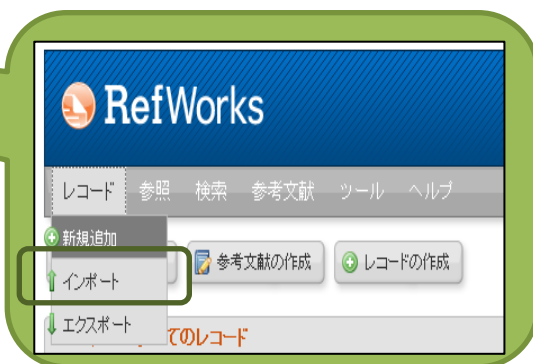 RefWorks
レコード 参照 検索 参考文献 ツール ヘルプ
新規追加
参考文献の作成 レコードの作成
インポート
エクスポート
てのレコード